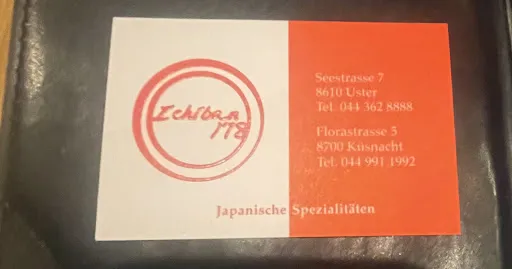 Ichiban
ITE
Seestrasse 7
8610 Uster
Tel. 044 362 8888
Florastrasse 5
8700 Küsnacht
Tel. 044 991 1992
Japanische Spezialitäten